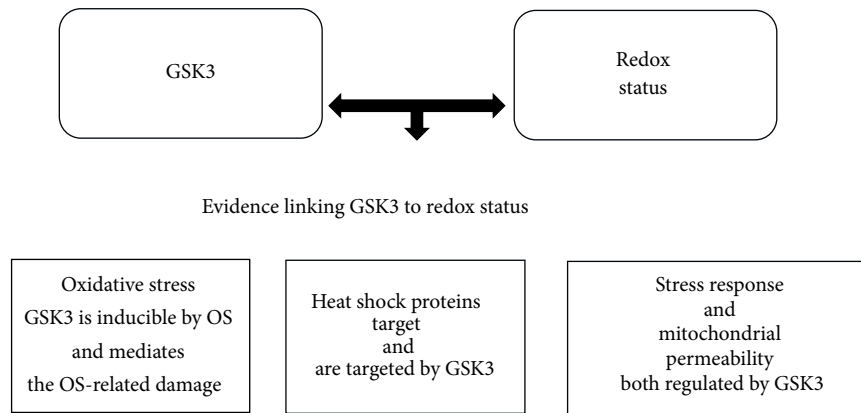 GSK3
Redox
status
Evidence linking GSK3 to redox status
Oxidative stress
GSK3 is inducible by OS
and mediates
the OS-related damage
Heat shock proteins
target
and
are targeted by GSK3
Stress response
and
mitochondrial
permeability
both regulated by GSK3